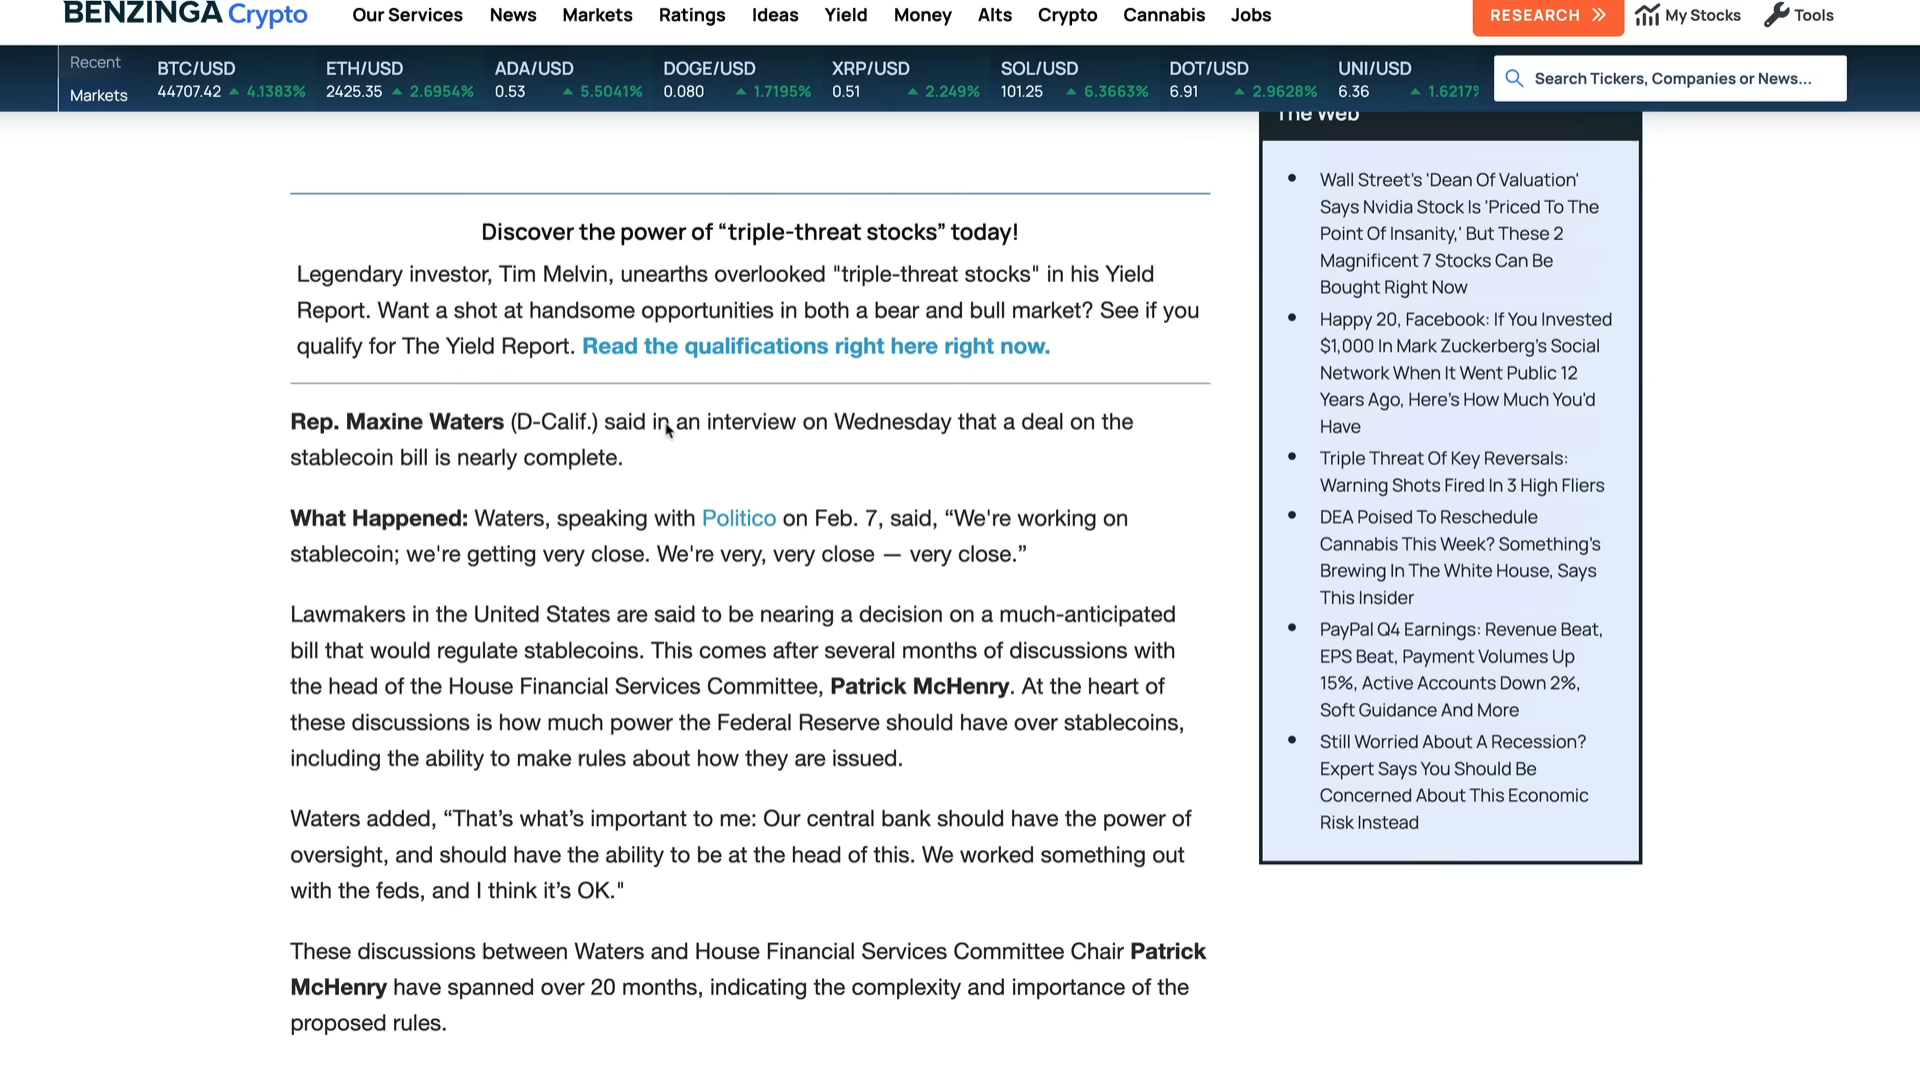 BENZINGA Crypto
Our Services News Markets Ratings Ideas Yield Money Alts Crypto Cannabis Jobs
RESEARCH
My Stocks
Tools
Recent
Markets
BTC/USD
44707.42 ▲ 4.1383%
ETH/USD
2425.35 ▲ 2.6954%
ADA/USD
0.53 ▲ 5.5041%
DOGE/USD
0.080 ▲ 1.7195%
XRP/USD
0.51 ▲ 2.249%
SOL/USD
101.25 ▲ 6.3663%
DOT/USD
6.91 ▲ 2.9628%
UNI/USD
6.36 ▲ 1.6217%
Search Tickers, Companies or News...
Discover the power of “triple-threat stocks” today!
Legendary investor, Tim Melvin, unearths overlooked "triple-threat stocks" in his Yield
Report. Want a shot at handsome opportunities in both a bear and bull market? See if you
qualify for The Yield Report. Read the qualifications right here right now.
Rep. Maxine Waters (D-Calif.) said in an interview on Wednesday that a deal on the
stablecoin bill is nearly complete.
What Happened: Waters, speaking with Politico on Feb. 7, said, “We're working on
stablecoin; we're getting very close. We're very, very close — very close.”
Lawmakers in the United States are said to be nearing a decision on a much-anticipated
bill that would regulate stablecoins. This comes after several months of discussions with
the head of the House Financial Services Committee, Patrick McHenry. At the heart of
these discussions is how much power the Federal Reserve should have over stablecoins,
including the ability to make rules about how they are issued.
Waters added, “That’s what’s important to me: Our central bank should have the power of
oversight, and should have the ability to be at the head of this. We worked something out
with the feds, and I think it’s OK."
These discussions between Waters and House Financial Services Committee Chair Patrick
McHenry have spanned over 20 months, indicating the complexity and importance of the
proposed rules.
The Web
Wall Street's 'Dean Of Valuation'
Says Nvidia Stock Is 'Priced To The
Point Of Insanity,' But These 2
Magnificent 7 Stocks Can Be
Bought Right Now
Happy 20, Facebook: If You Invested
$1,000 In Mark Zuckerberg's Social
Network When It Went Public 12
Years Ago, Here's How Much You'd
Have
Triple Threat Of Key Reversals:
Warning Shots Fired In 3 High Fliers
DEA Poised To Reschedule
Cannabis This Week? Something's
Brewing In The White House, Says
This Insider
PayPal Q4 Earnings: Revenue Beat,
EPS Beat, Payment Volumes Up
15%, Active Accounts Down 2%,
Soft Guidance And More
Still Worried About A Recession?
Expert Says You Should Be
Concerned About This Economic
Risk Instead